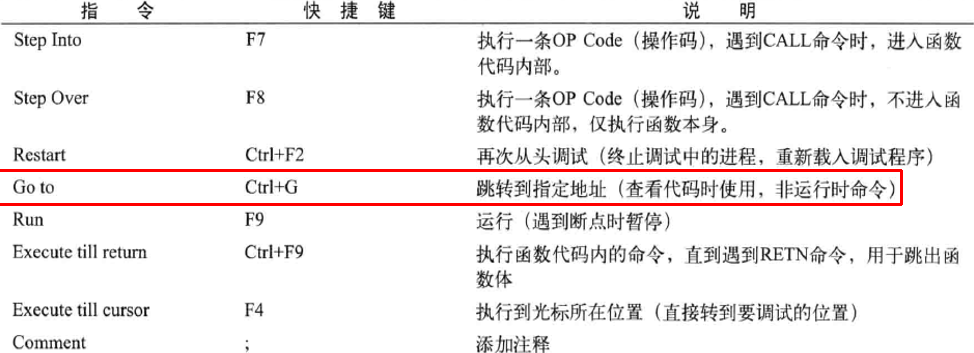 指 令 快 捷 键 说 明
Step Into F7 执行一条OP Code（操作码），遇到CALL命令时，进入函数
代码内部。
Step Over F8 执行一条OP Code（操作码），遇到CALL命令时，不进入函
数代码内部，仅执行函数本身。
Restart Ctrl+F2 再次从头调试（终止调试中的进程，重新载入调试程序）
Go to Ctrl+G 跳转到指定地址（查看代码时使用，非运行时命令）
Run F9 运行（遇到断点时暂停）
Execute till return Ctrl+F9 执行函数代码内的命令，直到遇到RETN命令，用于跳出函
数体
Execute till cursor F4 执行到光标所在位置（直接转到要调试的位置）
Comment ; 添加注释